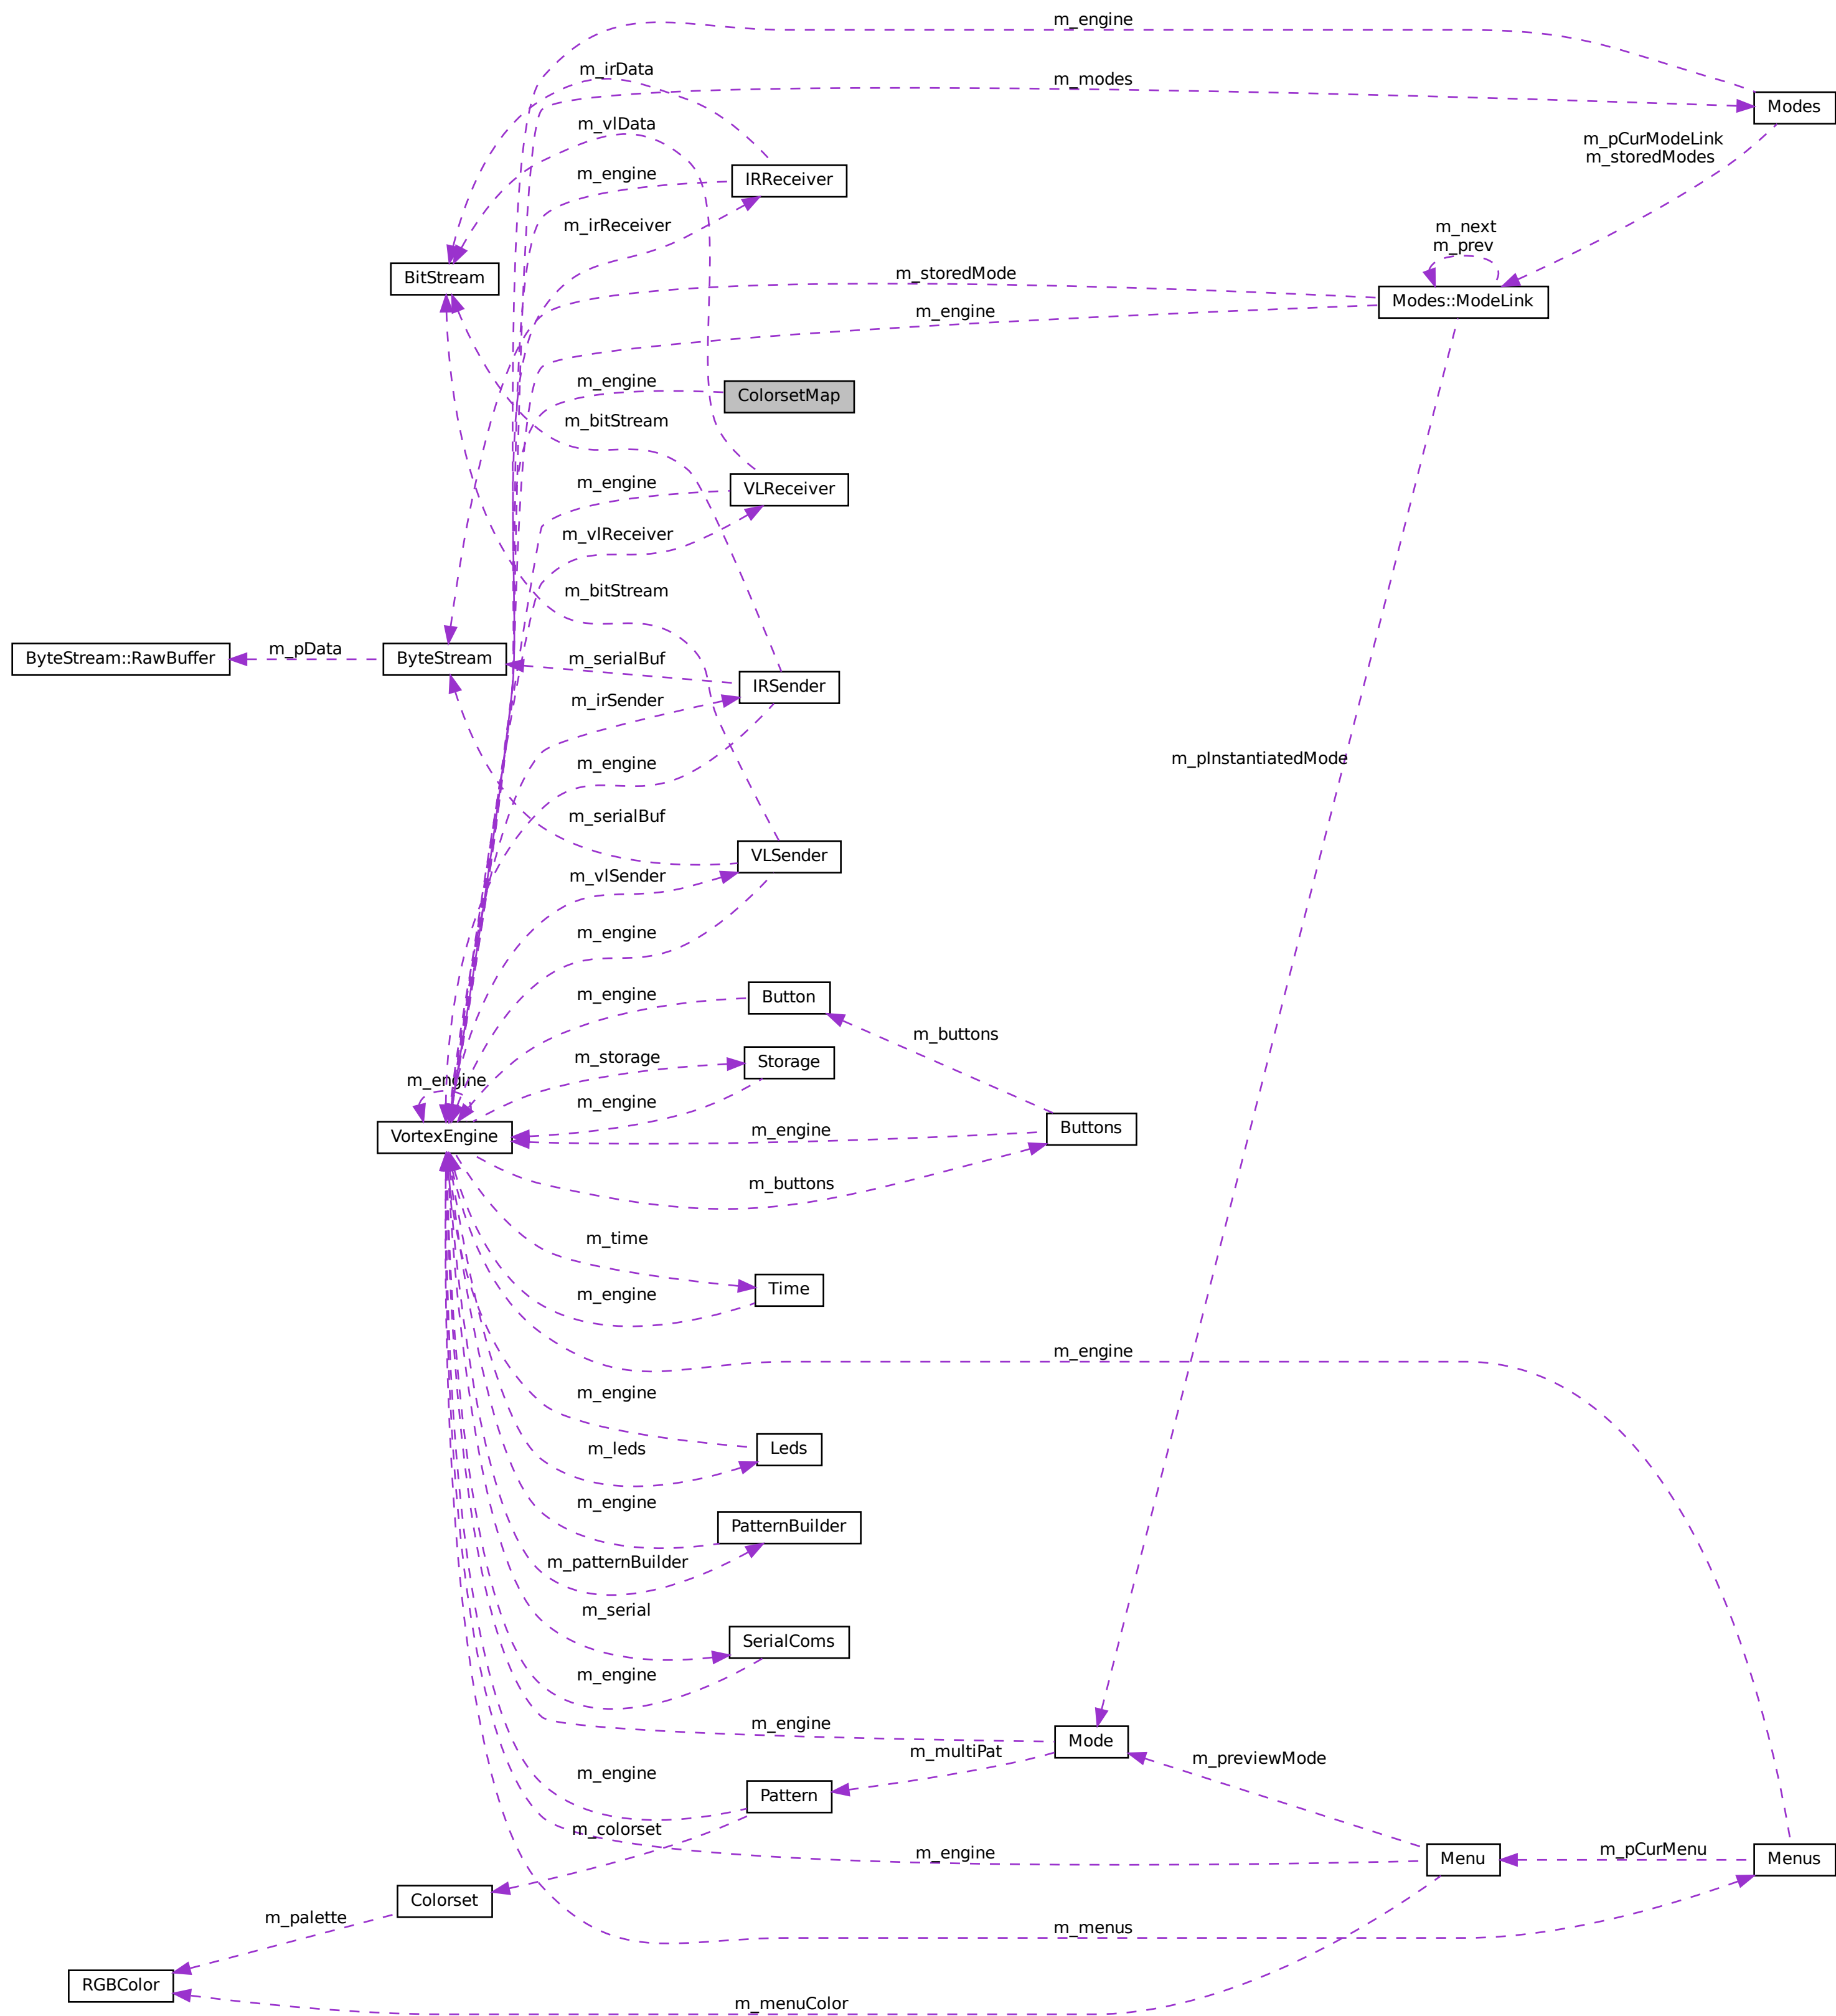 m_engine
m_irData
m_modes
Modes
m_vlData
m_pCurModeLink
m_storedModes
m_engine
IRReceiver
m_irReceiver
m_next
m_prev
BitStream
m_storedMode
Modes::ModeLink
m_engine
m_engine
ColorsetMap
m_bitStream
m_engine
VLReceiver
m_vlReceiver
m_bitStream
ByteStream::RawBuffer
m_pData
ByteStream
m_serialBuf
IRSender
m_irSender
m_pInstantiatedMode
m_engine
m_serialBuf
VLSender
m_vlSender
m_engine
m_engine
Button
m_buttons
m_storage
Storage
m_engine
m_engine
VortexEngine
m_engine
Buttons
m_buttons
m_time
Time
m_engine
m_engine
m_engine
m_leds
Leds
m_engine
PatternBuilder
m_patternBuilder
m_serial
SerialComs
m_engine
m_engine
Mode
m_multiPat
m_previewMode
m_engine
Pattern
m_colorset
m_engine
Menu
m_pCurMenu
Menus
Colorset
m_palette
m_menus
RGBColor
m_menuColor